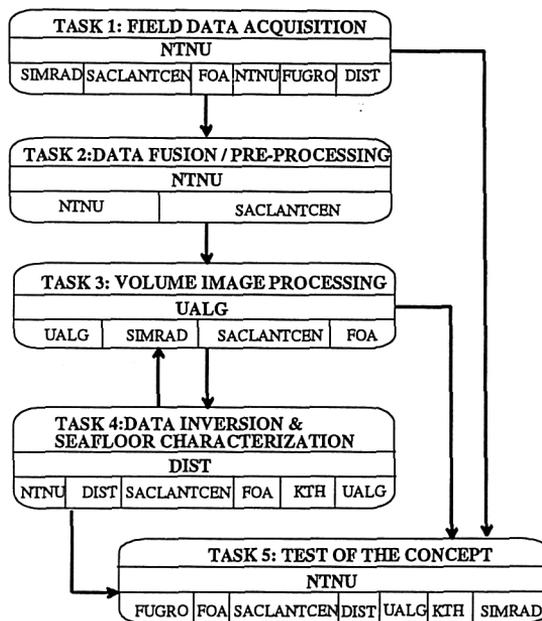 TASK 1: FIELD DATA ACQUISITION
NTNU
SIMRAD SACLANTCEN FOA NTNU FUGRO DIST
TASK 2:DATA FUSION / PRE-PROCESSING
NTNU
NTNU SACLANTCEN
TASK 3: VOLUME IMAGE PROCESSING
UALG
UALG SIMRAD SACLANTCEN FOA
TASK 4:DATA INVERSION &
SEAFLOOR CHARACTERIZATION
DIST
NTNU DIST SACLANTCEN FOA KTH UALG
TASK 5: TEST OF THE CONCEPT
NTNU
FUGRO FOA SACLANTCEN DIST UALG KTH SIMRAD